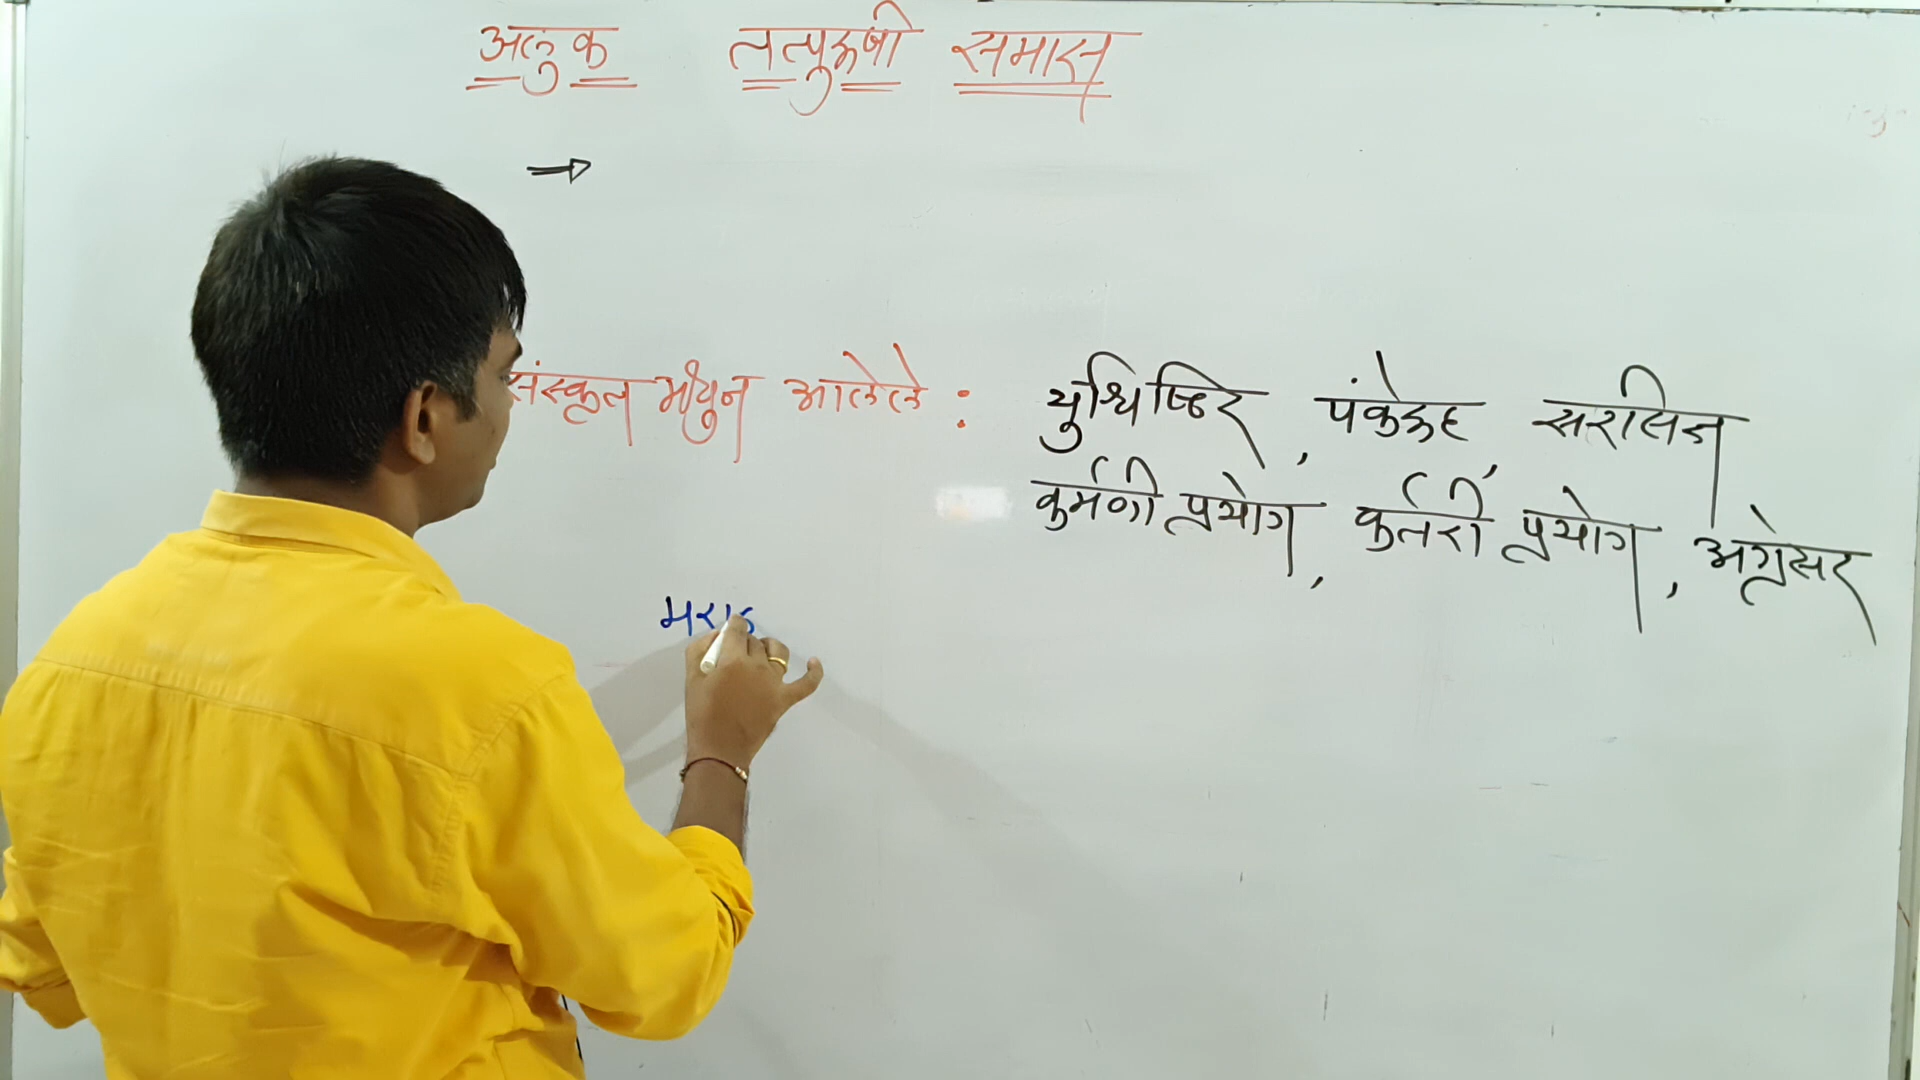 अलुक तत्पुरूषी समास
→
संस्कृत मधुन आलेले : युधिष्ठिर, पंकेरूह, सरसिज
कर्मणी प्रयोग, कर्तरी प्रयोग, अग्रेसर
मराठ